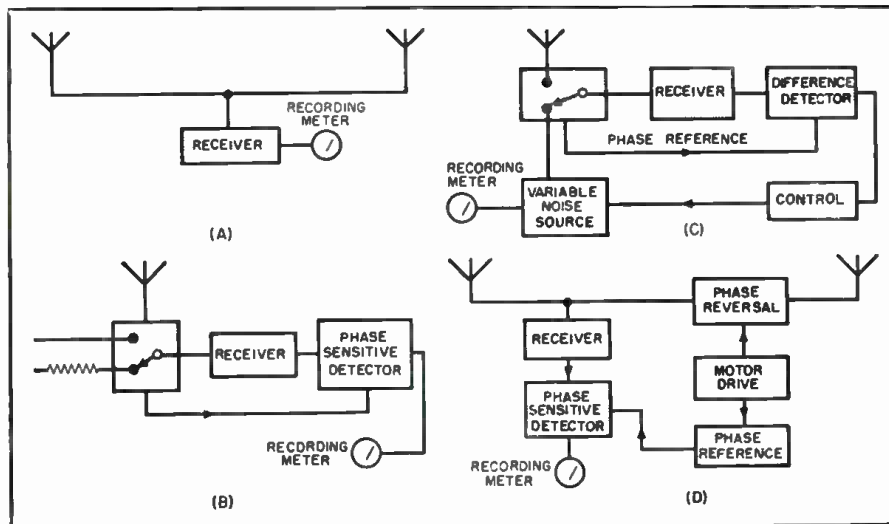 RECORDING
METER
RECEIVER
(A)
RECEIVER
DIFFERENCE
DETECTOR
PHASE REFERENCE
RECORDING
METER
VARIABLE
NOISE
SOURCE
CONTROL
(C)
RECEIVER
PHASE
SENSITIVE
DETECTOR
RECORDING
METER
(B)
PHASE
REVERSAL
RECEIVER
MOTOR
DRIVE
PHASE
SENSITIVE
DETECTOR
PHASE
REFERENCE
RECORDING
METER
(D)